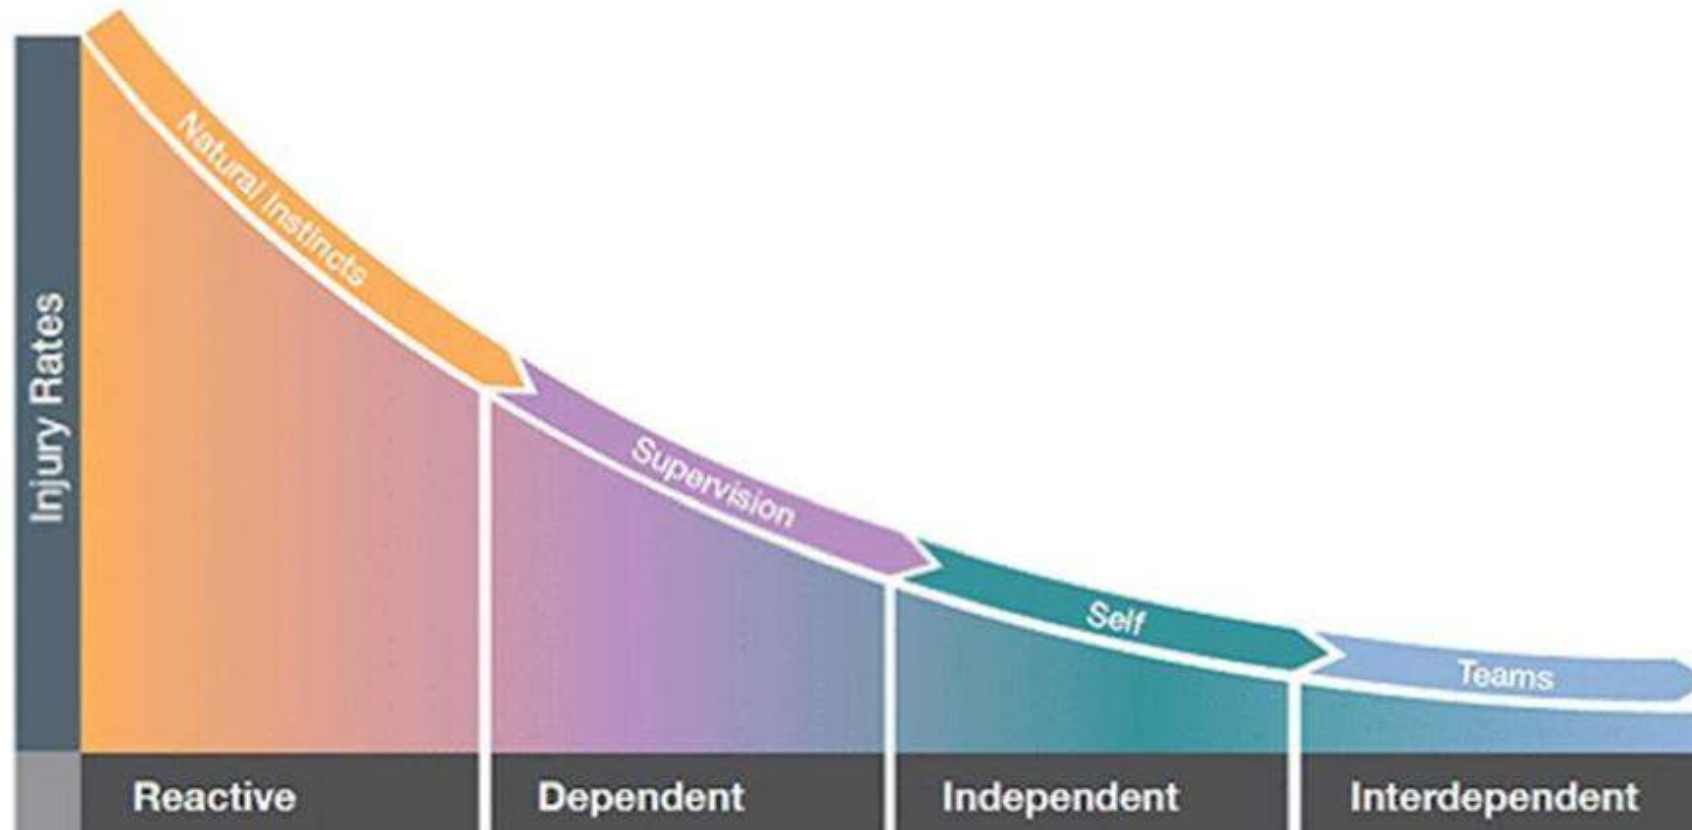 Injury Rates
Natural Instincts
Supervision
Self
Teams
Reactive
Dependent
Independent
Interdependent